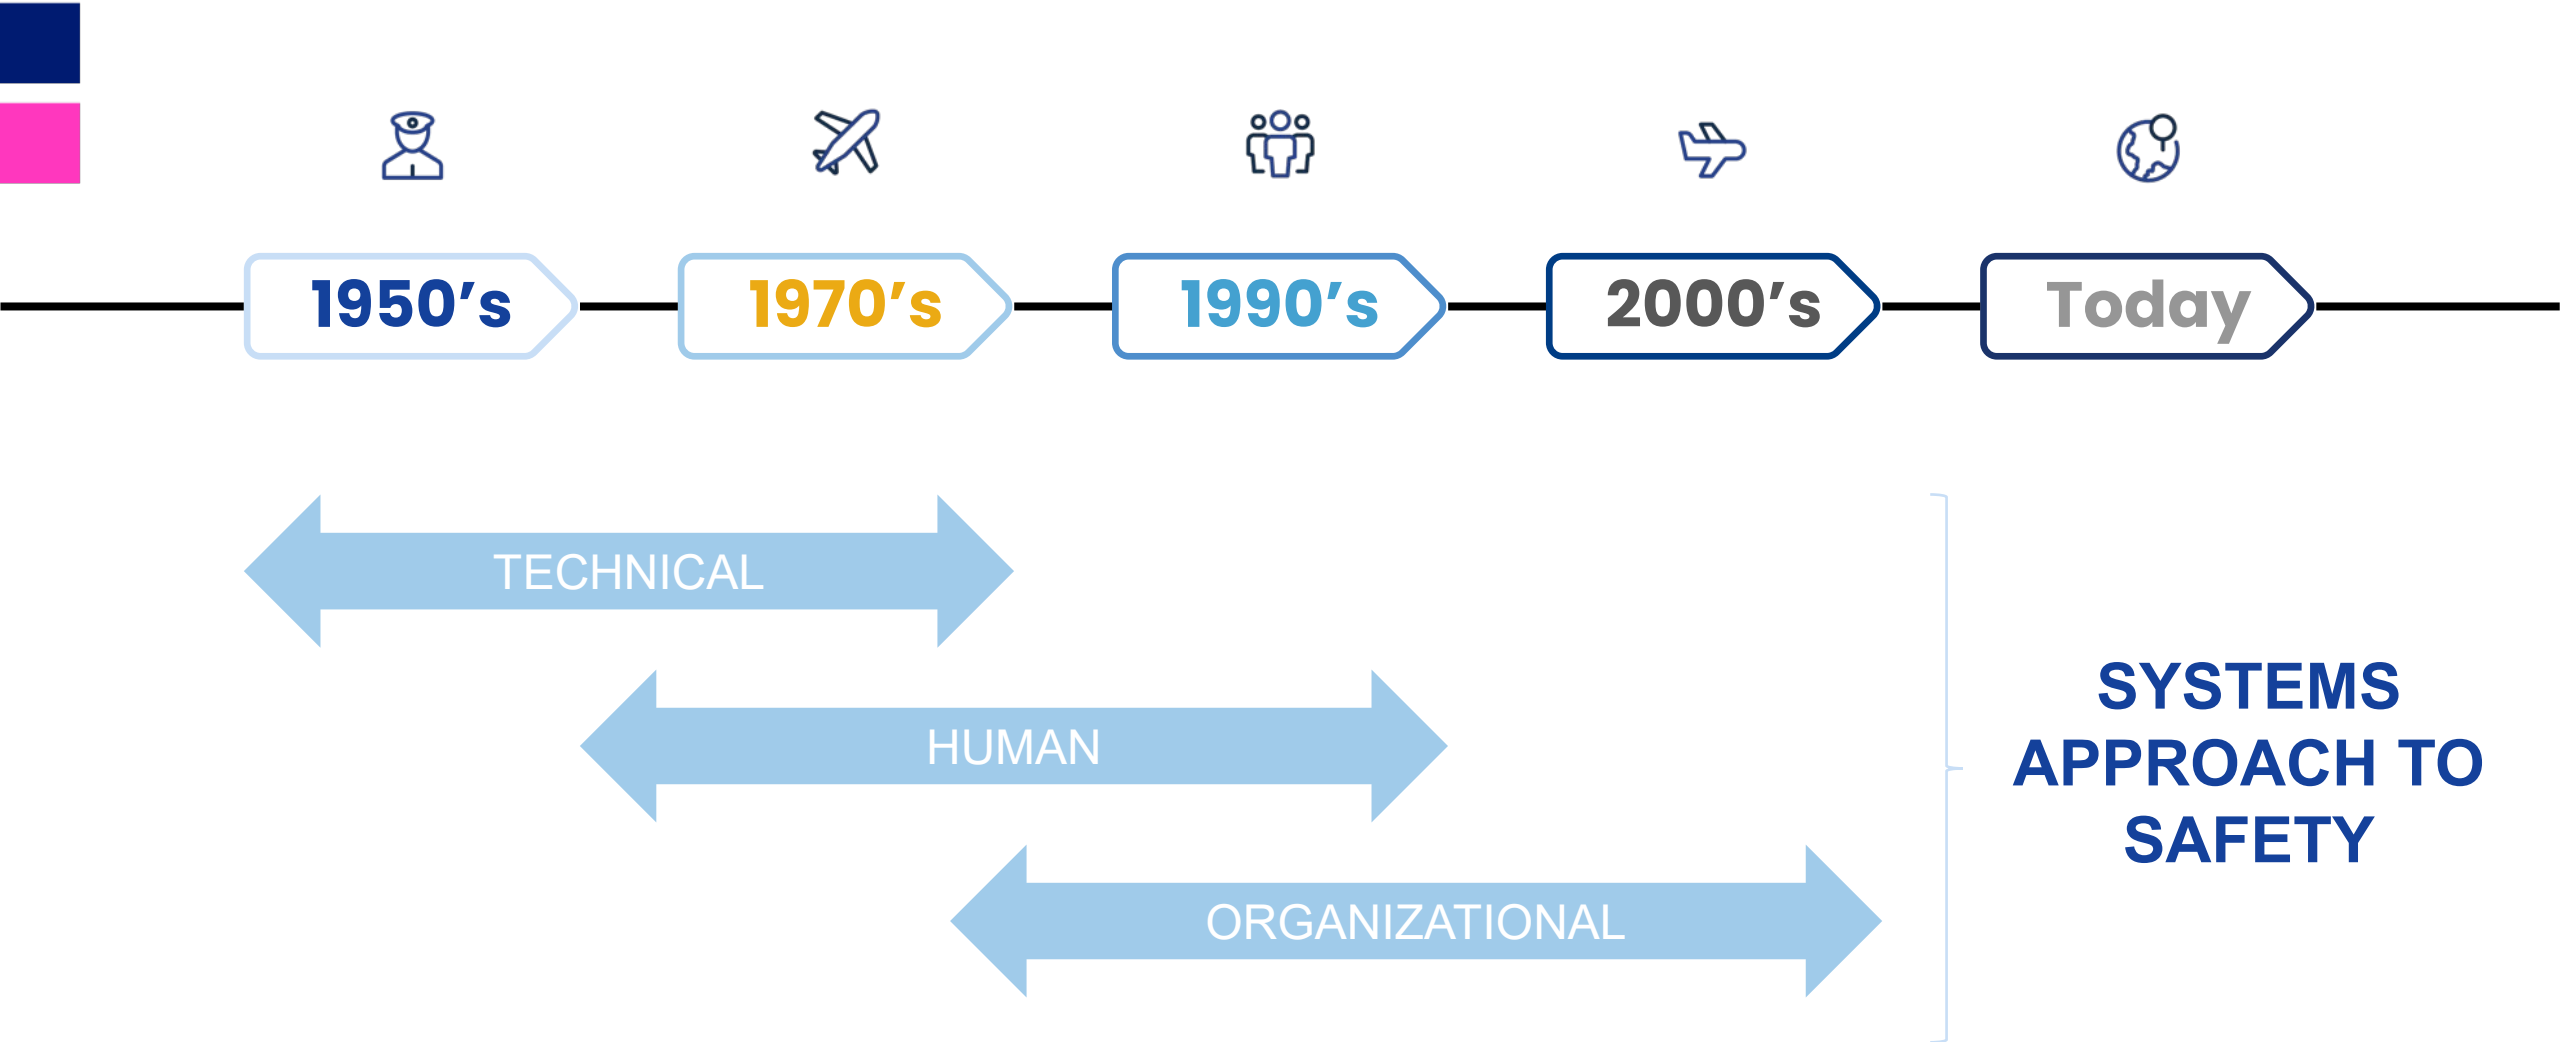 1950’s
1970’s
1990’s
2000’s
Today
TECHNICAL
HUMAN
ORGANIZATIONAL
SYSTEMS
APPROACH TO
SAFETY